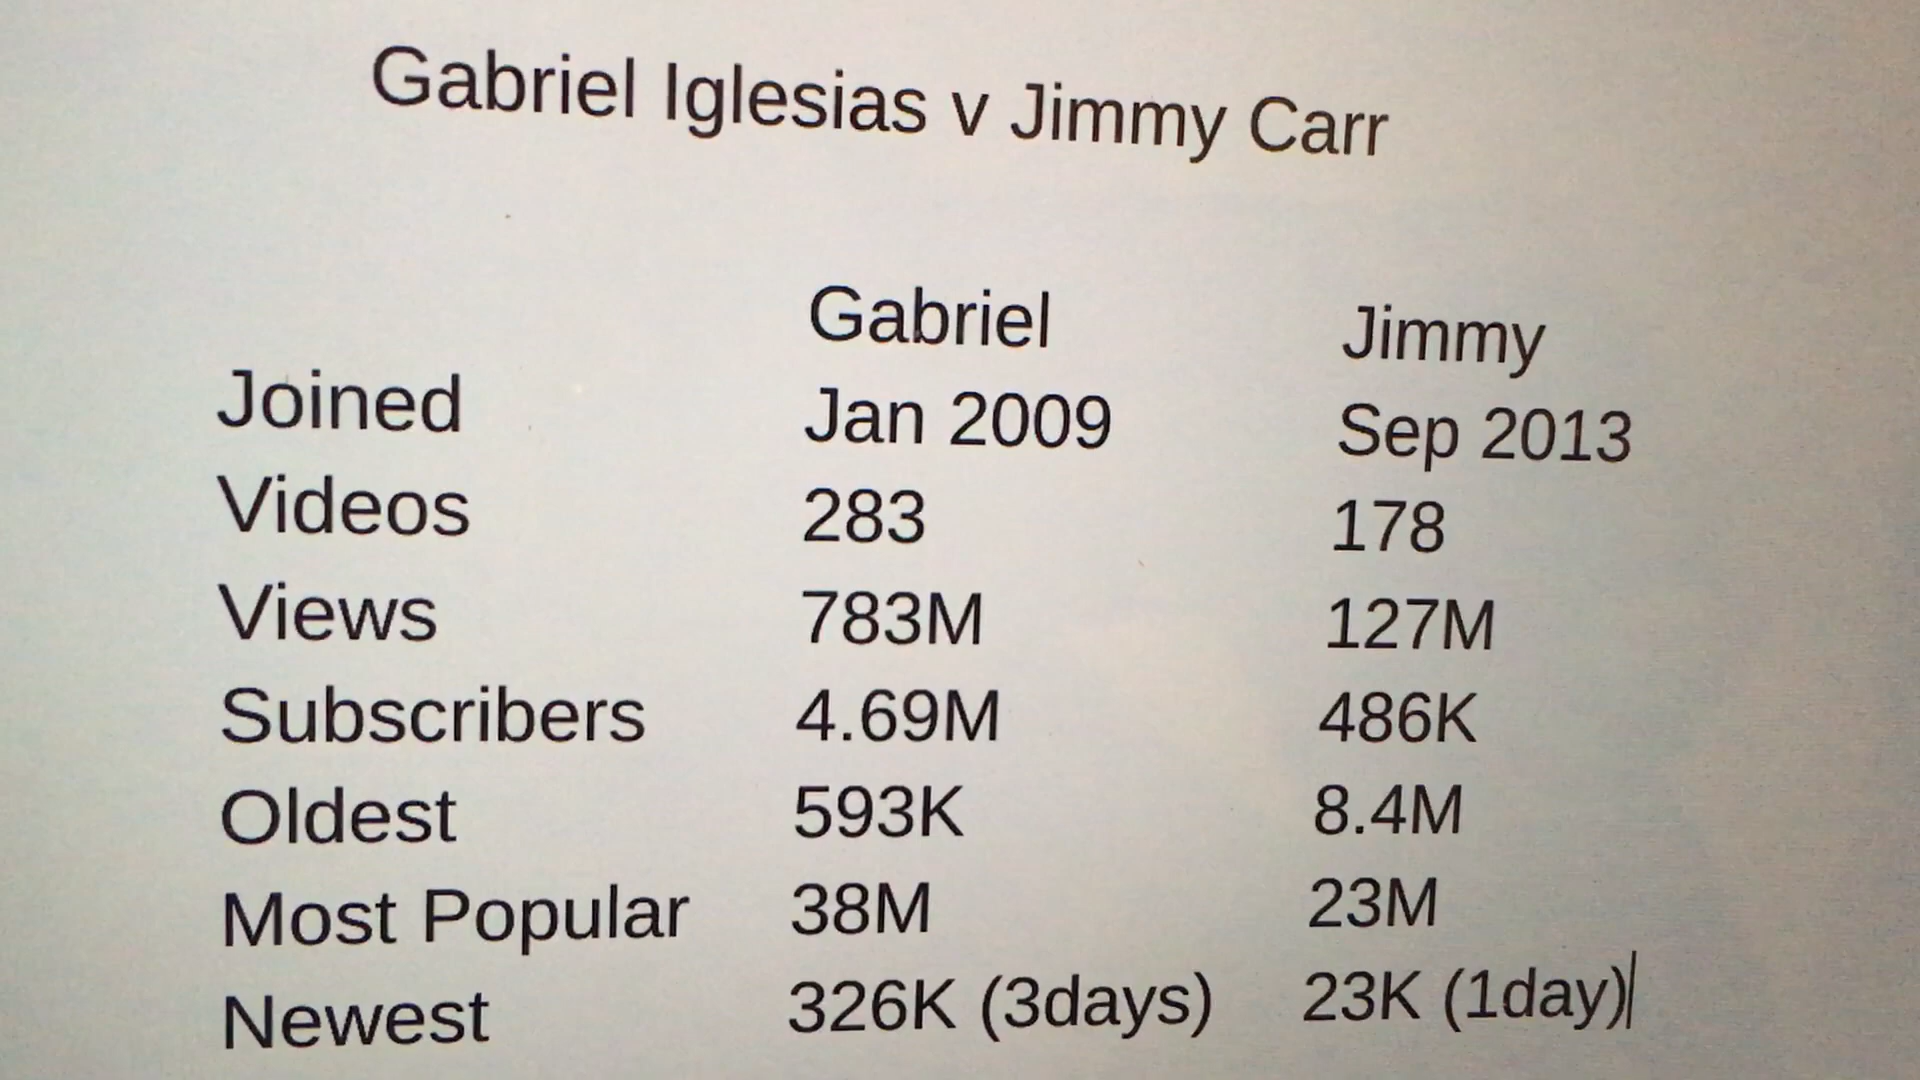 Gabriel Iglesias v Jimmy Carr
Gabriel Jimmy
Joined Jan 2009 Sep 2013
Videos 283 178
Views 783M 127M
Subscribers 4.69M 486K
Oldest 593K 8.4M
Most Popular 38M 23M
Newest 326K (3days) 23K (1day)